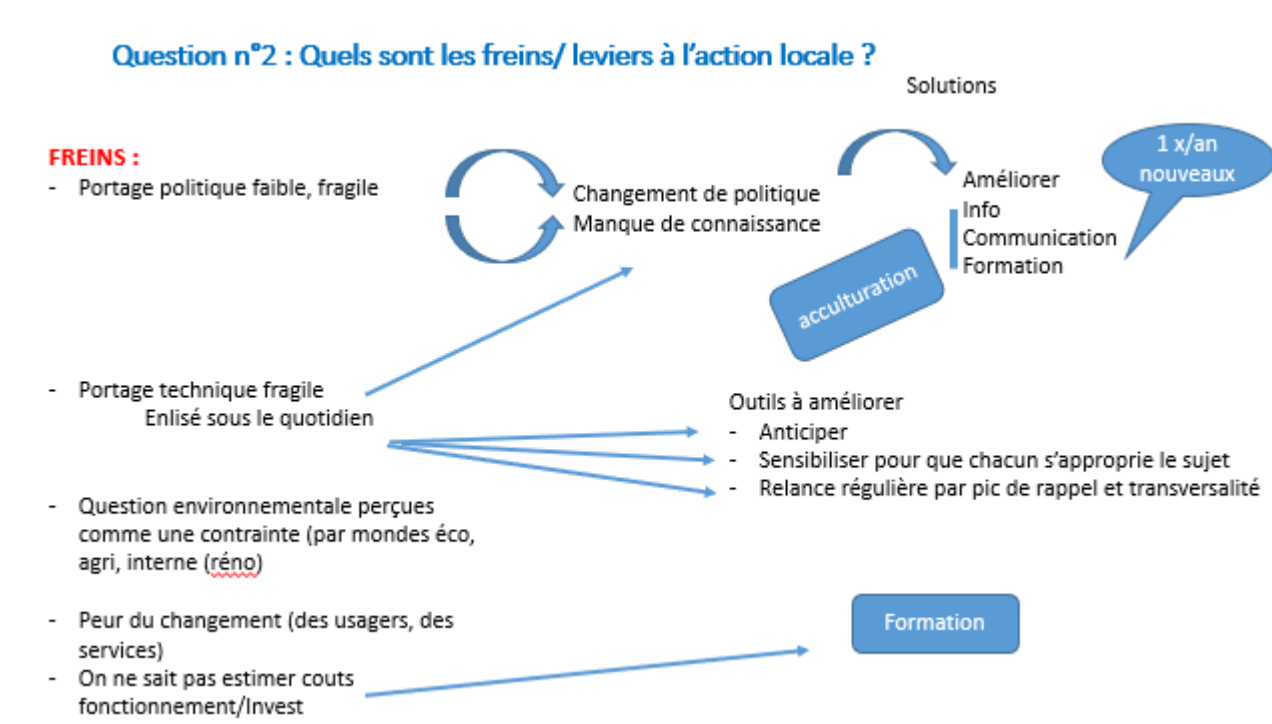 Question n°2 : Quels sont les freins/ leviers à l’action locale ?
Solutions
FREINS :
- Portage politique faible, fragile
Changement de politique
Manque de connaissance
Améliorer
Info
Communication
Formation
1 x/an
nouveaux
acculturation
- Portage technique fragile
Enlisé sous le quotidien
Outils à améliorer
- Anticiper
- Sensibiliser pour que chacun s’approprie le sujet
- Relance régulière par pic de rappel et transversalité
- Question environnementale perçues
comme une contrainte (par mondes éco,
agri, interne (réno)
- Peur du changement (des usagers, des
services)
- On ne sait pas estimer couts
fonctionnement/Invest
Formation